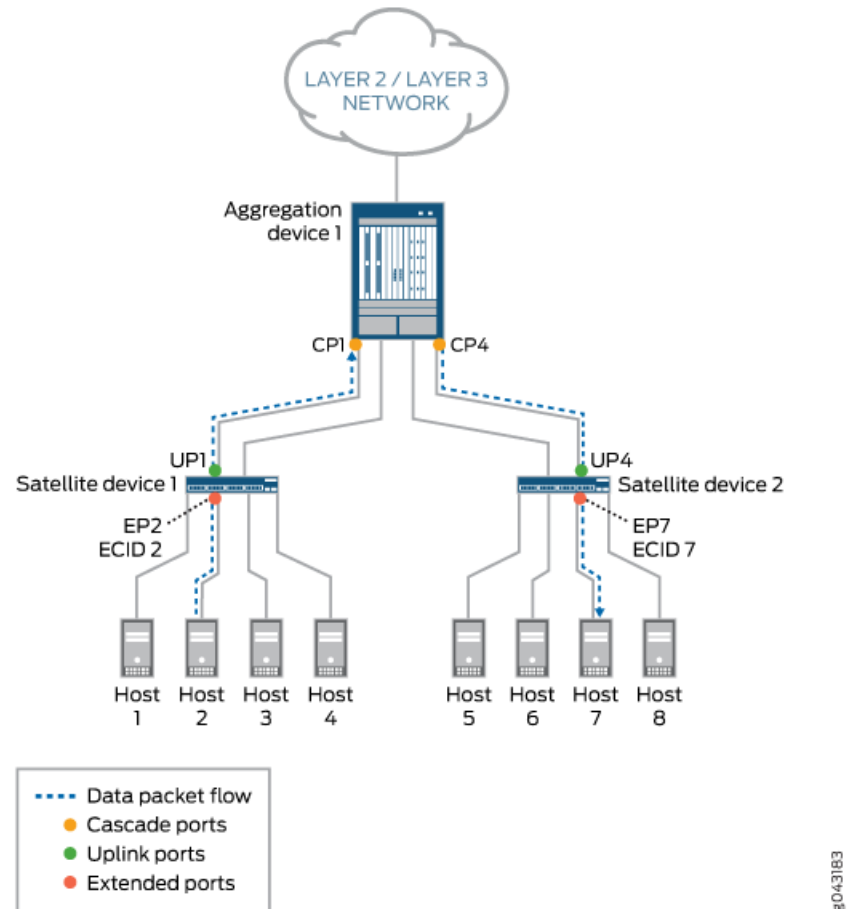 LAYER 2 / LAYER 3
NETWORK
Aggregation
device 1
CP1
CP4
UP1
UP4
Satellite device 1
Satellite device 2
EP2
ECID 2
EP7
ECID 7
Host
1
Host
2
Host
3
Host
4
Host
5
Host
6
Host
7
Host
8
Data packet flow
Cascade ports
Uplink ports
Extended ports
g043183